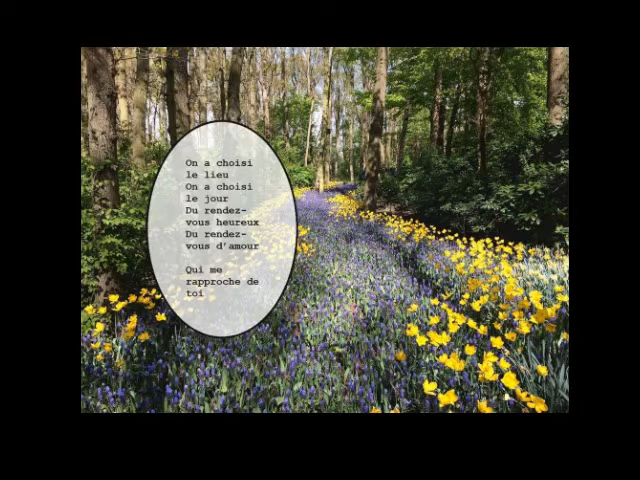 On a choisi
le lieu
On a choisi
le jour
Du rendez-
vous heureux
Du rendez-
vous d'amour
Qui me
rapproche de
toi